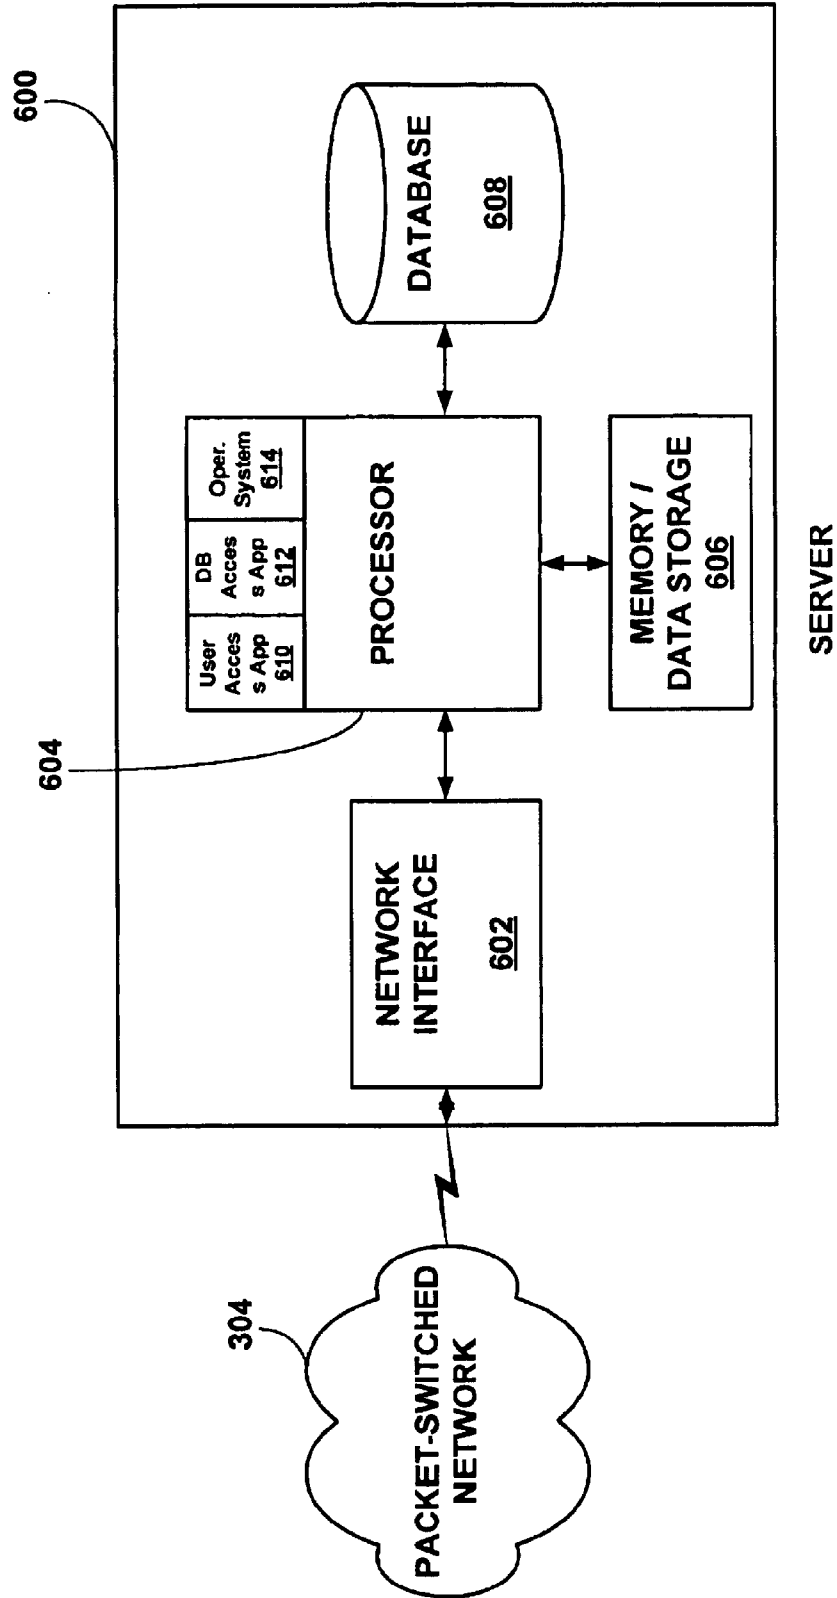 600
604
User
Acces
s App
610
DB
Acces
s App
612
Oper.
System
614
PROCESSOR
DATABASE
608
304
PACKET-SWITCHED
NETWORK
NETWORK
INTERFACE
602
MEMORY /
DATA STORAGE
606
SERVER